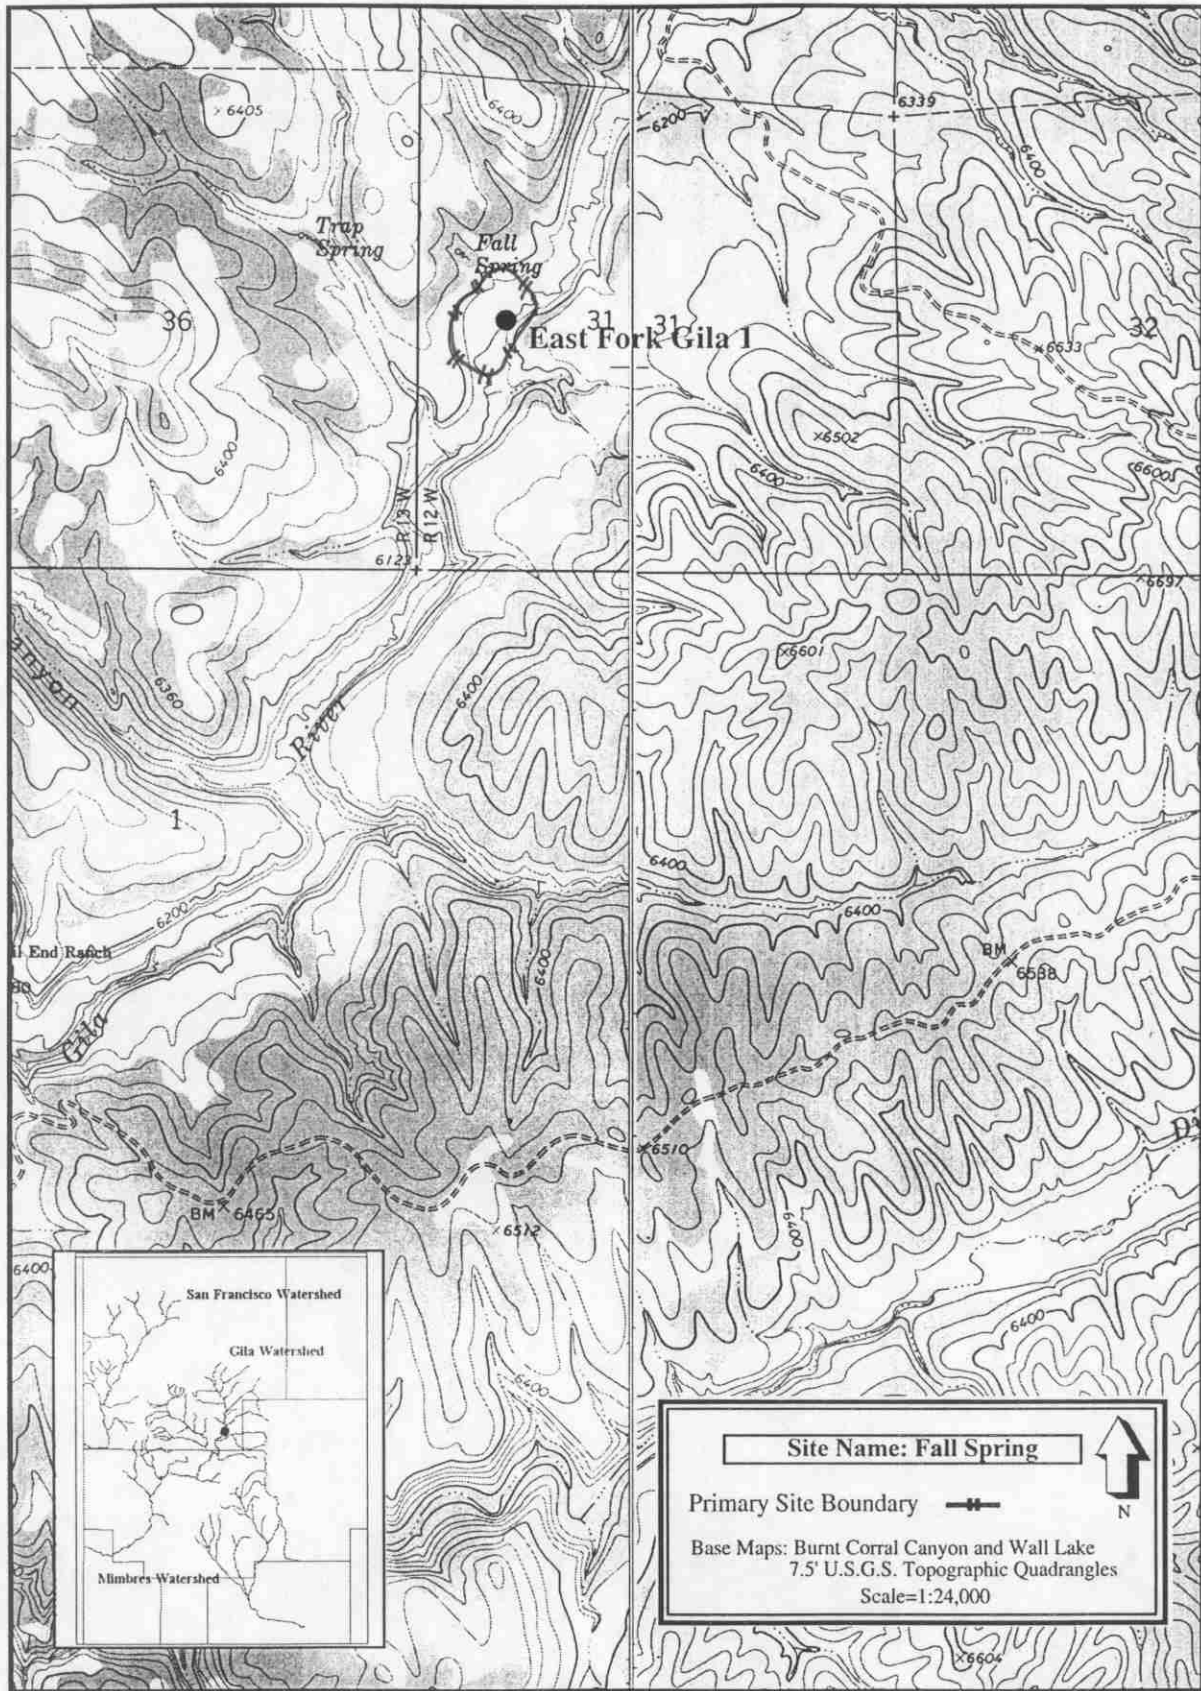 6405
6400
6200
6339
6400
Trap
Spring
Fall
Spring
36
31
31
32
East Fork Gila 1
6633
6502
6400
6400
6600
R 13 W
R 12 W
6123
6697
6601
6360
6400
anyon
River
1
6400
6200
6400
6400
l End Ranch
BM
6538
80
Gila
6510
BM 6465
6512
6400
6400
6400
6400
San Francisco Watershed
Gila Watershed
Mimbres Watershed
Site Name: Fall Spring
Primary Site Boundary
N
Base Maps: Burnt Corral Canyon and Wall Lake
7.5' U.S.G.S. Topographic Quadrangles
Scale=1:24,000
6604